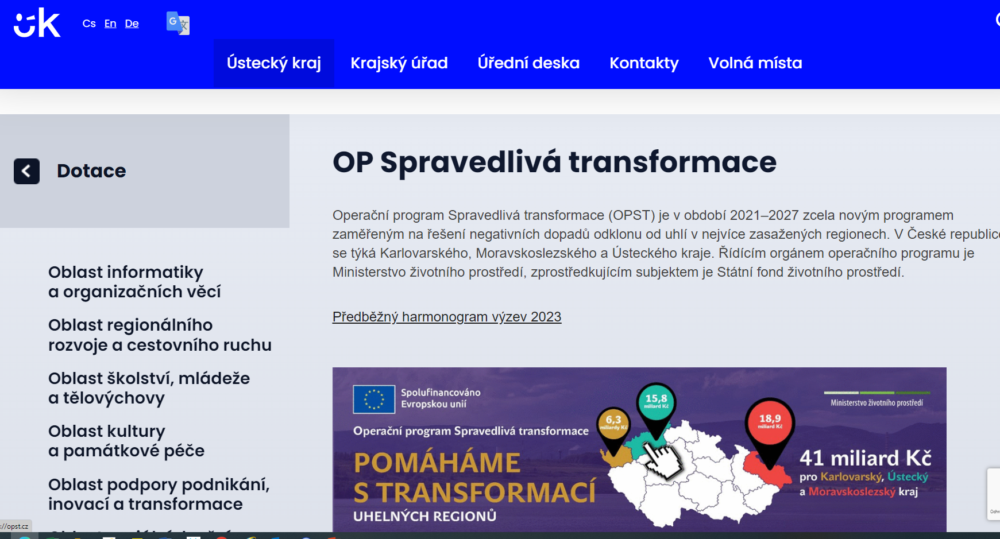 úk
Cs En De
Ústecký kraj Krajský úřad Úřední deska Kontakty Volná místa
Dotace
Oblast informatiky
a organizačních věcí
Oblast regionálního
rozvoje a cestovního ruchu
Oblast školství, mládeže
a tělovýchovy
Oblast kultury
a památkové péče
Oblast podpory podnikání,
inovací a transformace
OP Spravedlivá transformace
Operační program Spravedlivá transformace (OPST) je v období 2021–2027 zcela novým programem
zaměřeným na řešení negativních dopadů odklonu od uhlí v nejvíce zasažených regionech. V České republice
se týká Karlovarského, Moravskoslezského a Ústeckého kraje. Řídícím orgánem operačního programu je
Ministerstvo životního prostředí, zprostředkujícím subjektem je Státní fond životního prostředí.
Předběžný harmonogram výzev 2023
Spolufinancováno
Evropskou unií
Operační program Spravedlivá transformace
POMÁHÁME
S TRANSFORMACÍ
UHELNÝCH REGIONŮ
6,3
miliardy Kč
15,8
miliard Kč
18,9
miliard Kč
Ministerstvo životního prostředí
41 miliard Kč
pro Karlovarský, Ústecký
a Moravskoslezský kraj
://opst.cz